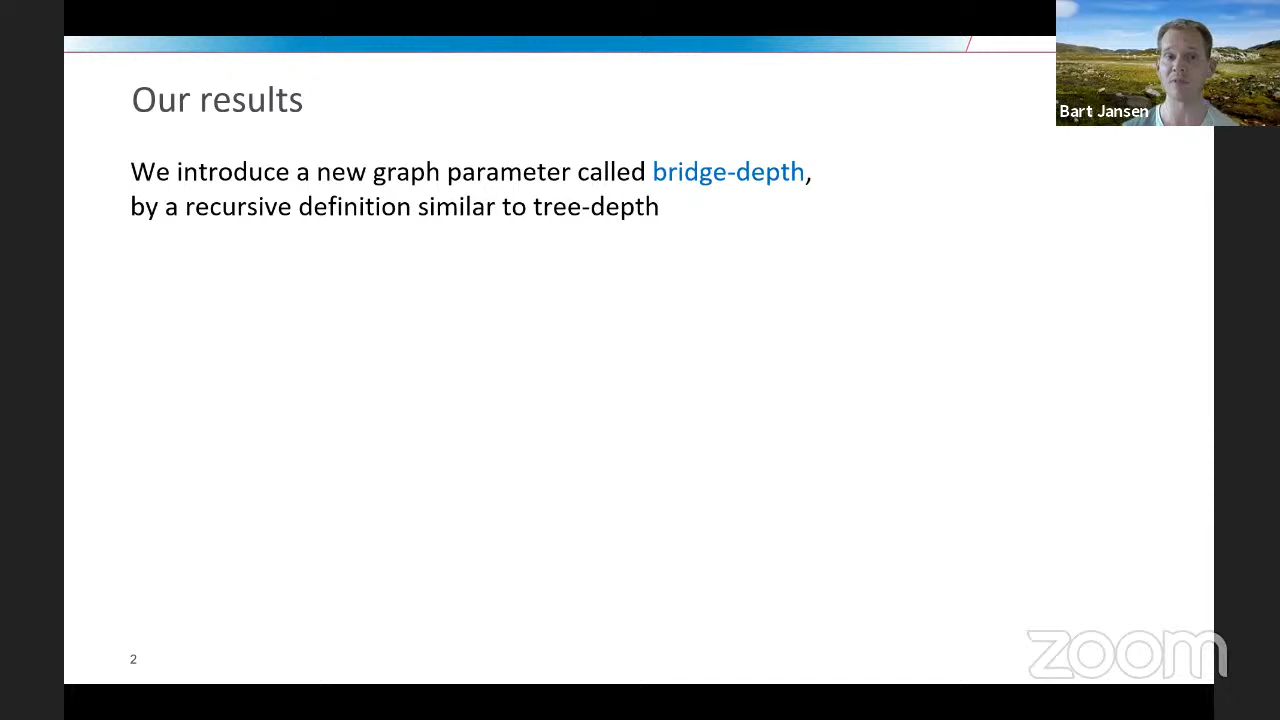 Our results
Bart Jansen
We introduce a new graph parameter called bridge-depth,
by a recursive definition similar to tree-depth
2
zoom